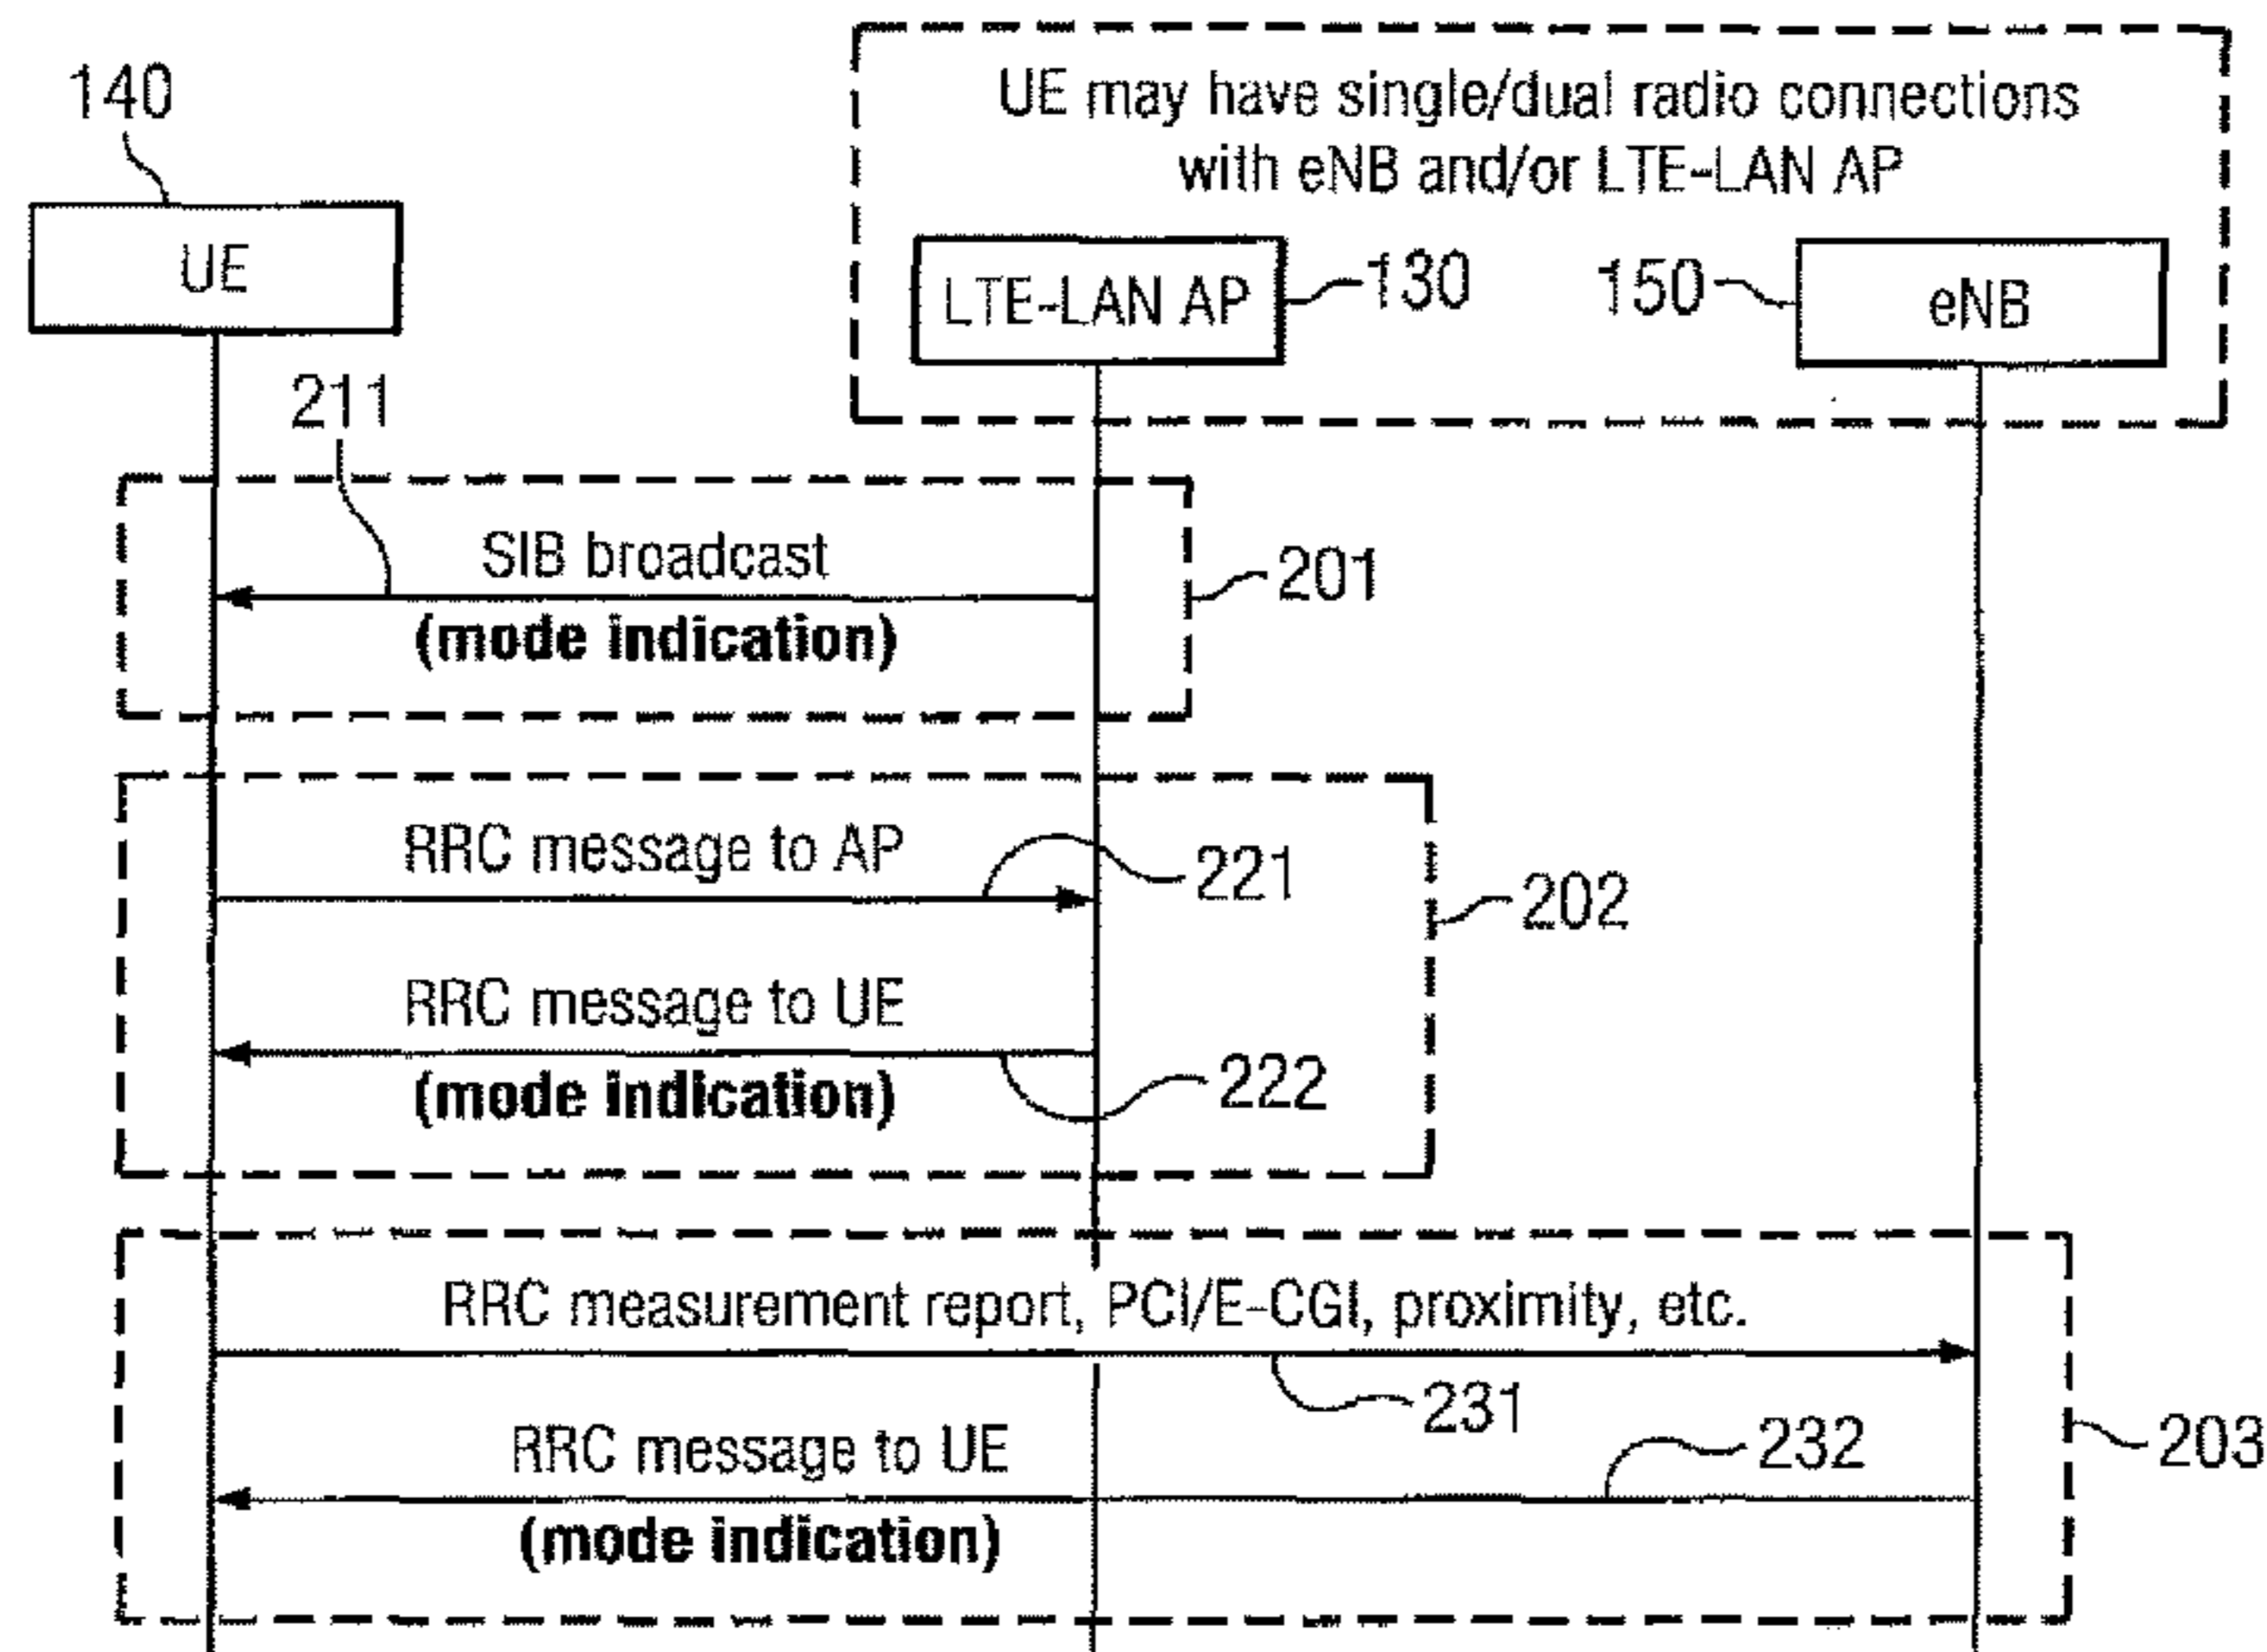 UE may have single/dual radio connections
with eNB and/or LTE-LAN AP
140
UE
LTE-LAN AP
130
150
eNB
211
SIB broadcast
(mode indication)
201
RRC message to AP
221
202
RRC message to UE
(mode indication)
222
RRC measurement report, PCI/E-CGI, proximity, etc.
231
RRC message to UE
232
203
(mode indication)